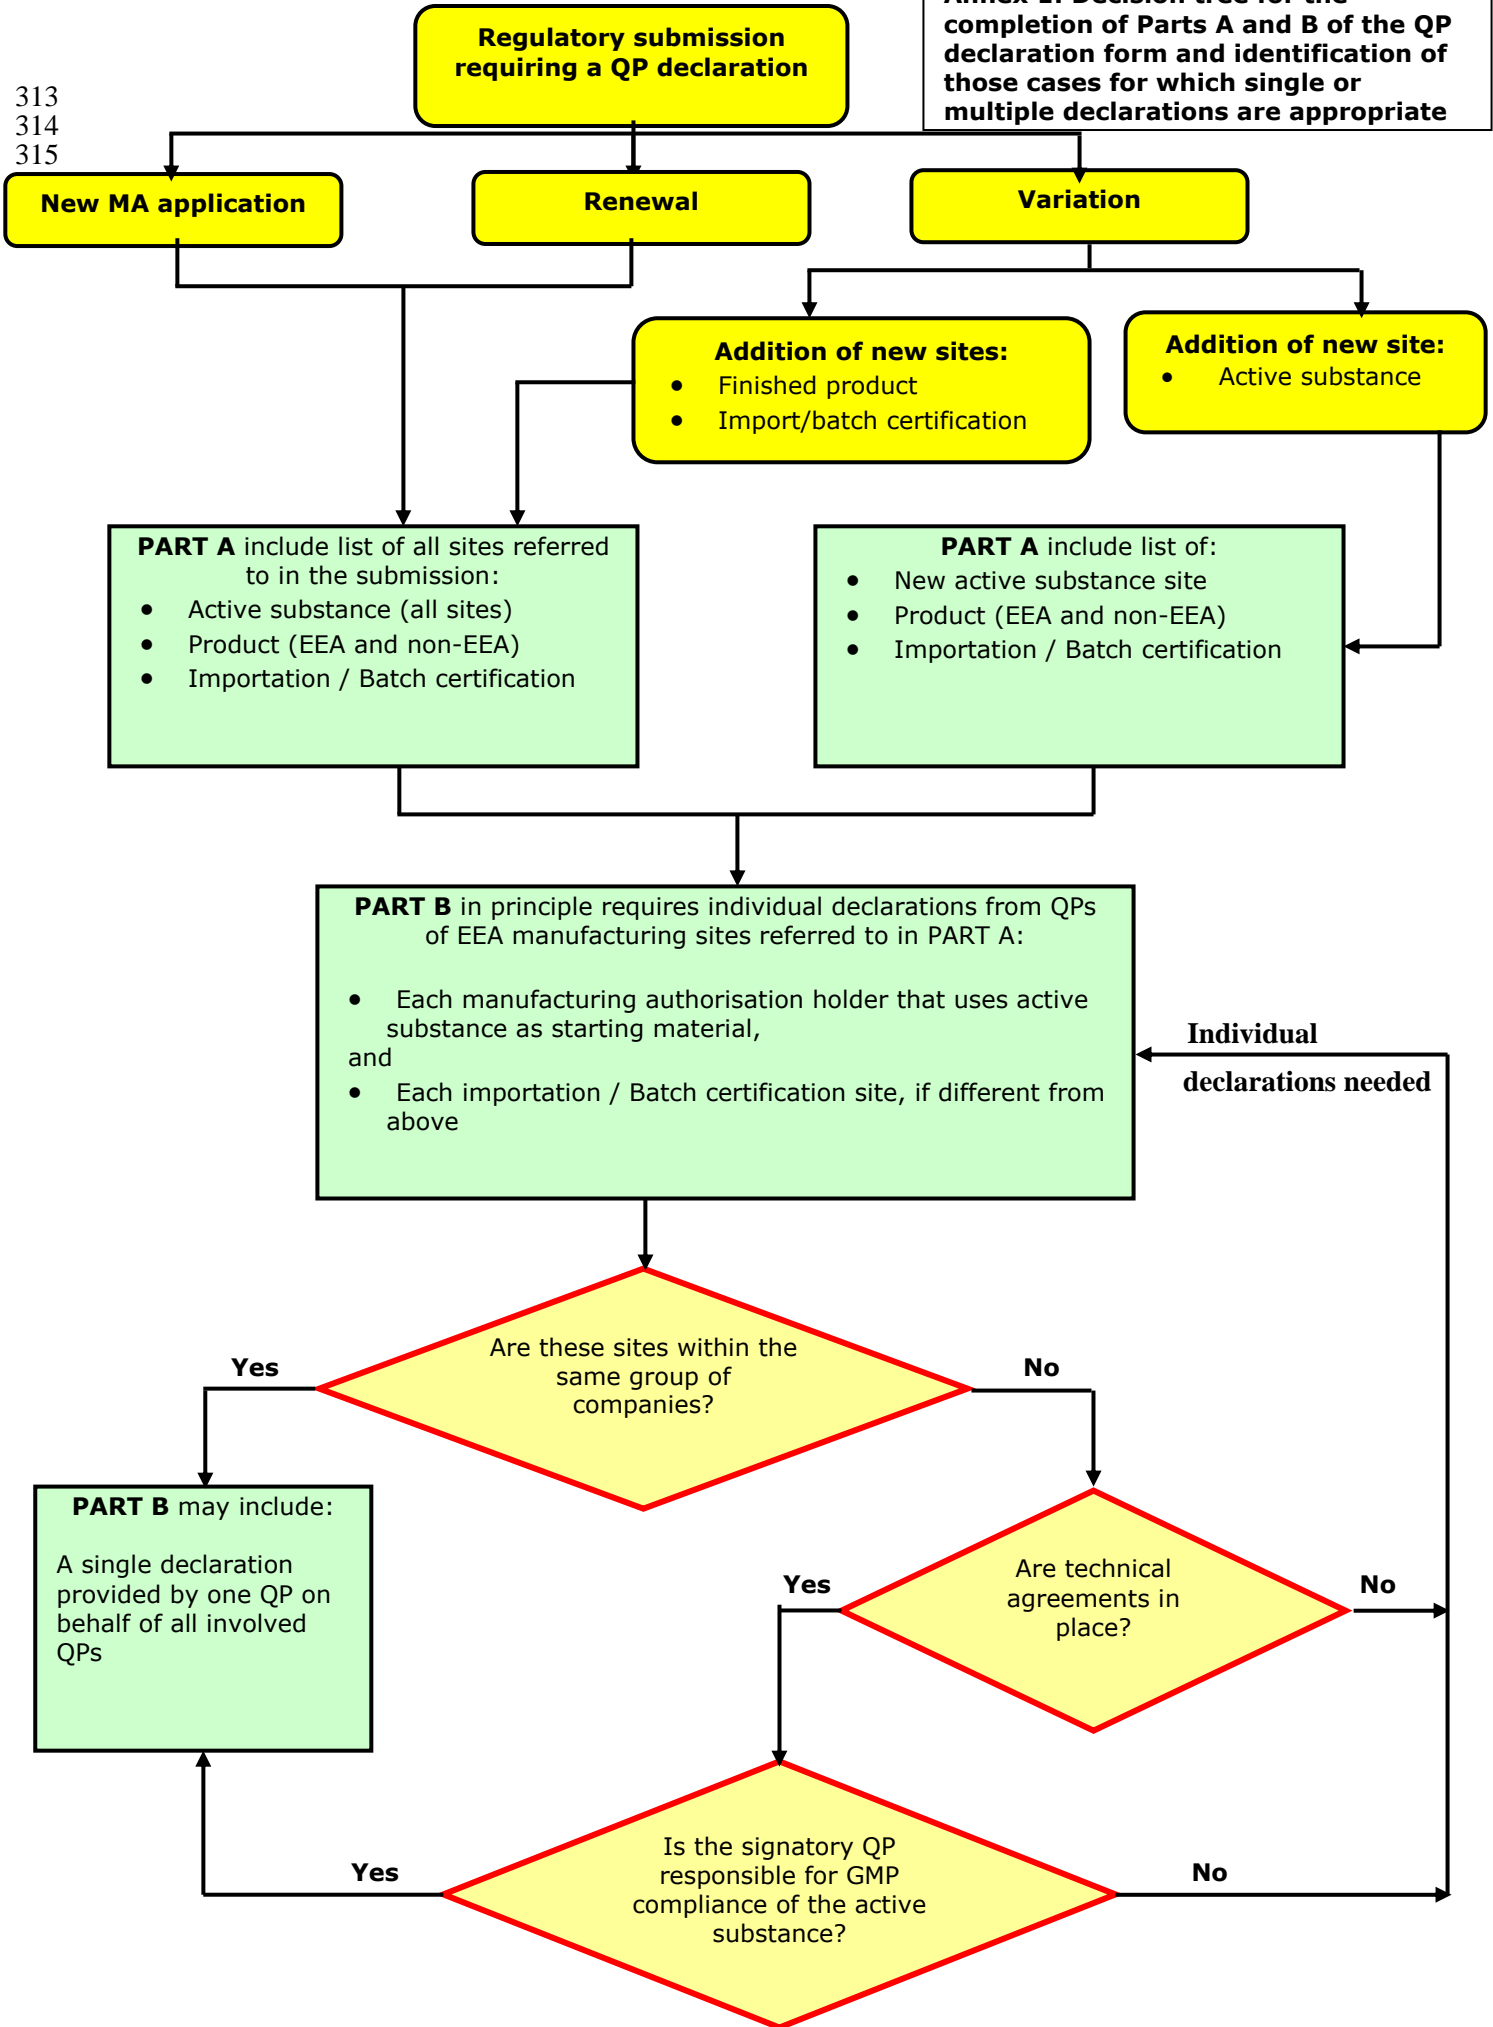 Annex 1: Decision tree for the
completion of Parts A and B of the QP
declaration form and identification of
those cases for which single or
multiple declarations are appropriate
Regulatory submission
requiring a QP declaration
313
314
315
New MA application
Renewal
Variation
Addition of new sites:
• Finished product
• Import/batch certification
Addition of new site:
• Active substance
PART A include list of all sites referred
to in the submission:
• Active substance (all sites)
• Product (EEA and non-EEA)
• Importation / Batch certification
PART A include list of:
• New active substance site
• Product (EEA and non-EEA)
• Importation / Batch certification
PART B in principle requires individual declarations from QPs
of EEA manufacturing sites referred to in PART A:
• Each manufacturing authorisation holder that uses active
substance as starting material,
and
• Each importation / Batch certification site, if different from
above
Individual
declarations needed
Are these sites within the
same group of
companies?
Yes
No
PART B may include:
A single declaration
provided by one QP on
behalf of all involved
QPs
Are technical
agreements in
place?
Yes
No
Is the signatory QP
responsible for GMP
compliance of the active
substance?
Yes
No